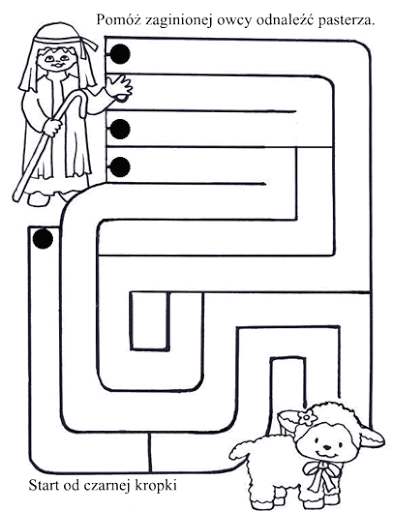 Pomóż zaginionej owcy odnaleźć pasterza.
Start od czarnej kropki